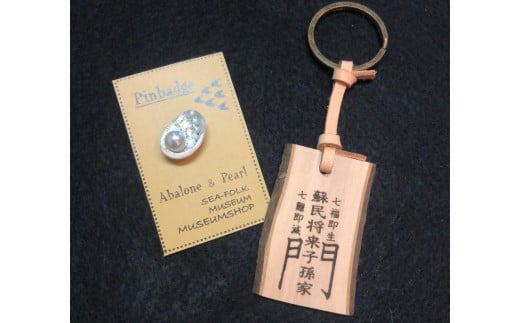 Pinbadge
Abalone & Pearl
SEA-FOLK
MUSEUM
MUSEUMSHOP
七福即生
蘇民将来子孫家
七難即滅
門